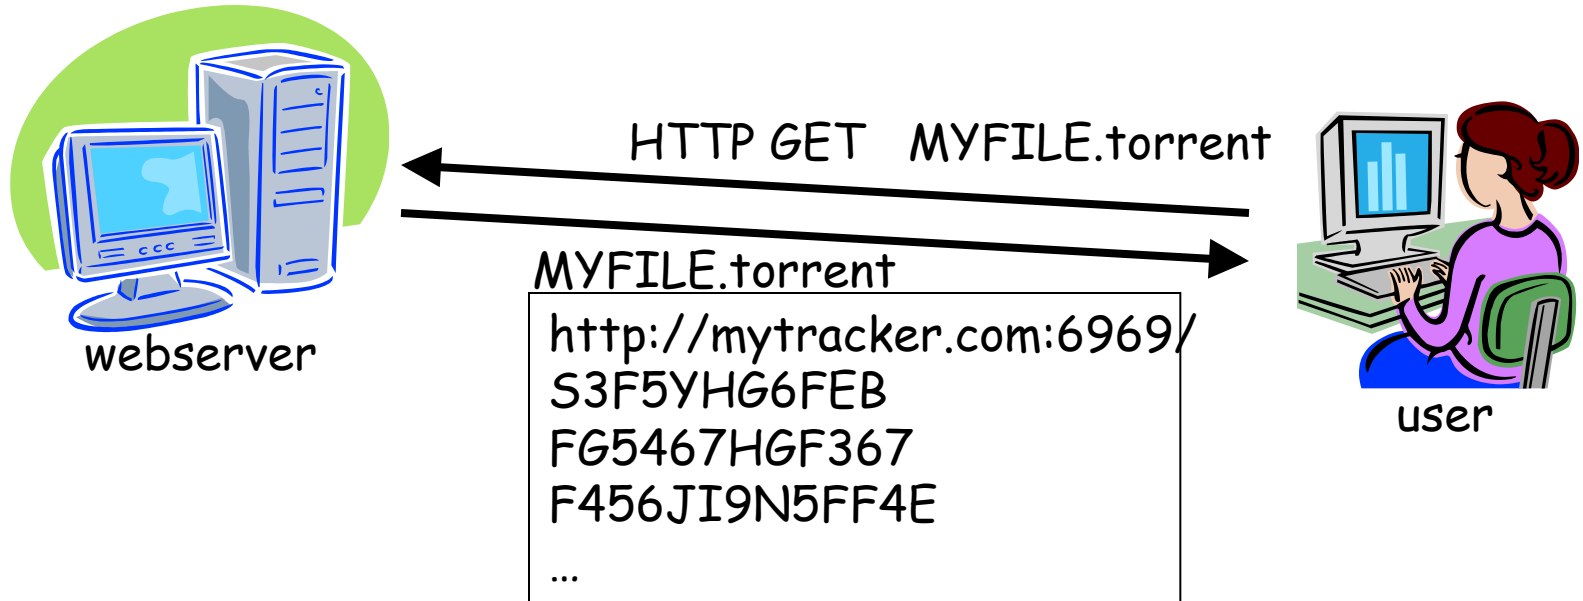 HTTP GET MYFILE.torrent
MYFILE.torrent
http://mytracker.com:6969/
S3F5YHG6FEB
FG5467HGF367
F456JI9N5FF4E
...
webserver
user